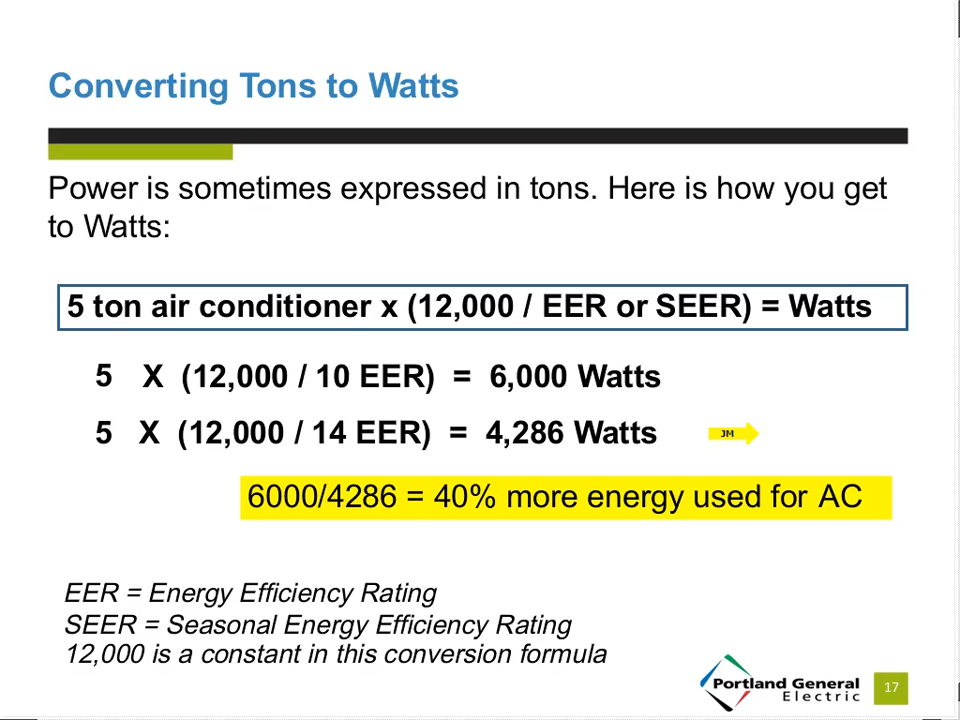 Converting Tons to Watts
Power is sometimes expressed in tons. Here is how you get
to Watts:
5 ton air conditioner x (12,000 / EER or SEER) = Watts
5 X (12,000 / 10 EER) = 6,000 Watts
5 X (12,000 / 14 EER) = 4,286 Watts JM
6000/4286 = 40% more energy used for AC
EER = Energy Efficiency Rating
SEER = Seasonal Energy Efficiency Rating
12,000 is a constant in this conversion formula
Portland General
Electric
17